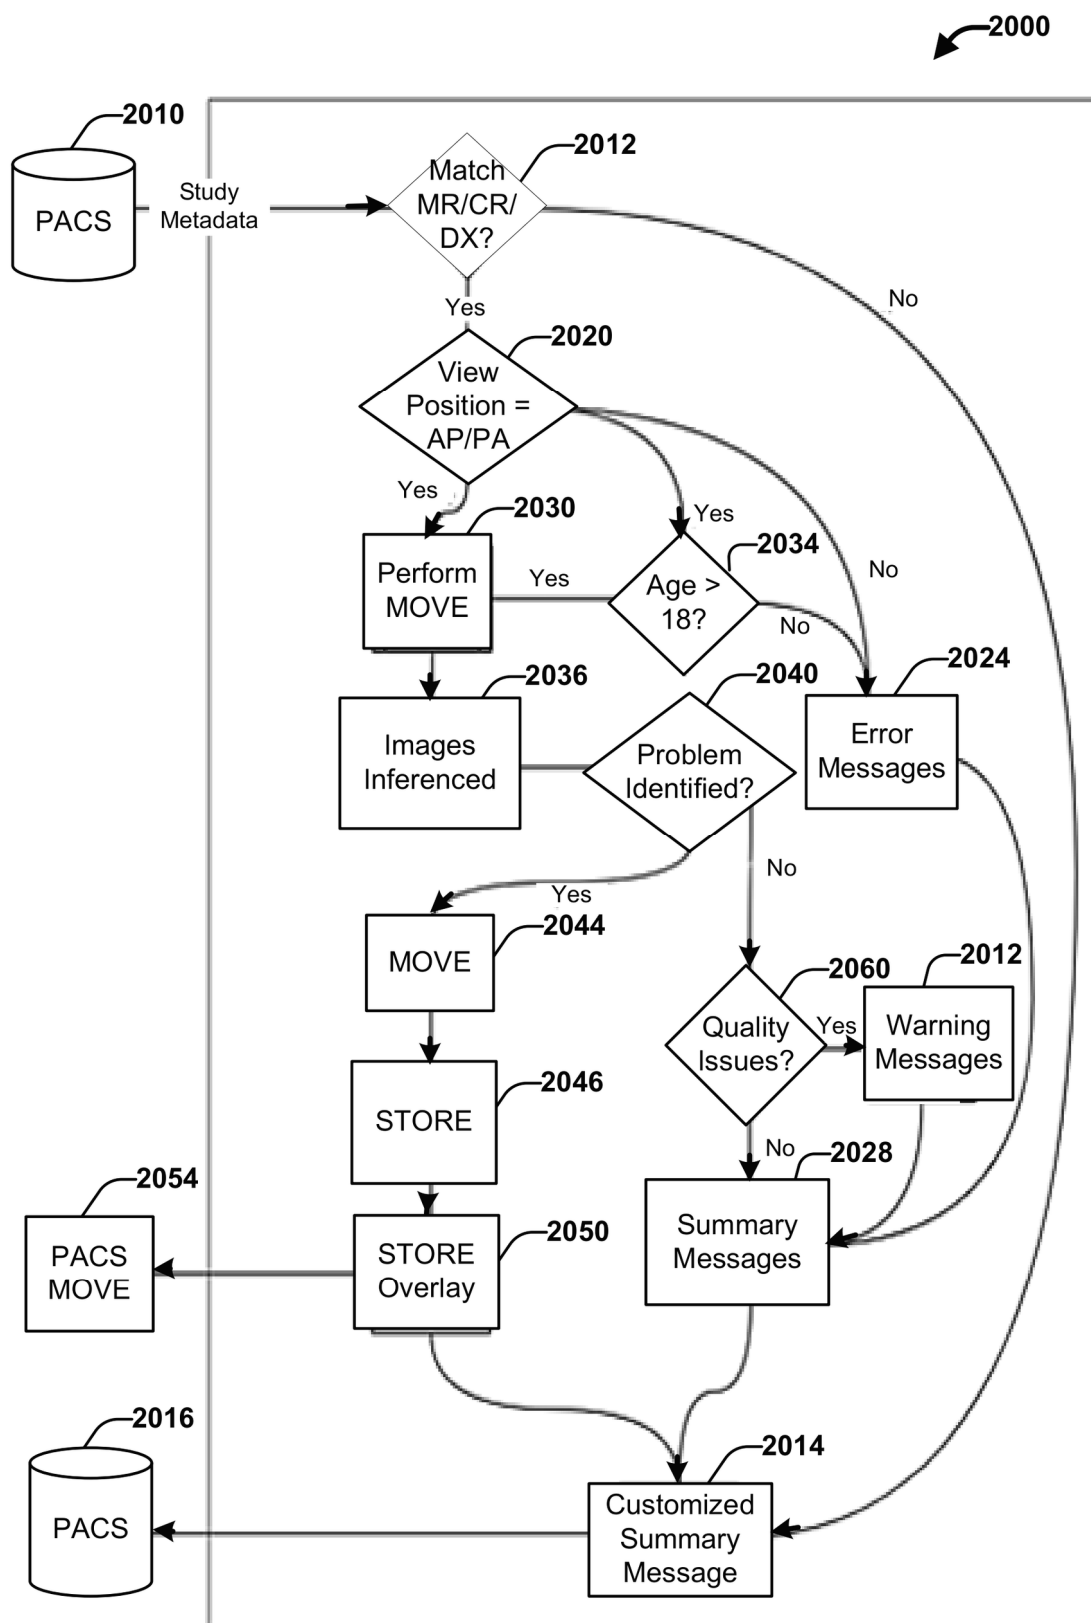 2000
2010
PACS
Study
Metadata
2012
Match
MR/CR/
DX?
No
Yes
2020
View
Position =
AP/PA
Yes
2030
Perform
MOVE
Yes
Yes
2034
Age >
18?
No
No
2024
Error
Messages
2036
Images
Inferenced
2040
Problem
Identified?
Yes
No
2044
MOVE
2060
Quality
Issues?
Yes
2012
Warning
Messages
No
2046
STORE
2028
Summary
Messages
2054
PACS
MOVE
2050
STORE
Overlay
2016
PACS
2014
Customized
Summary
Message